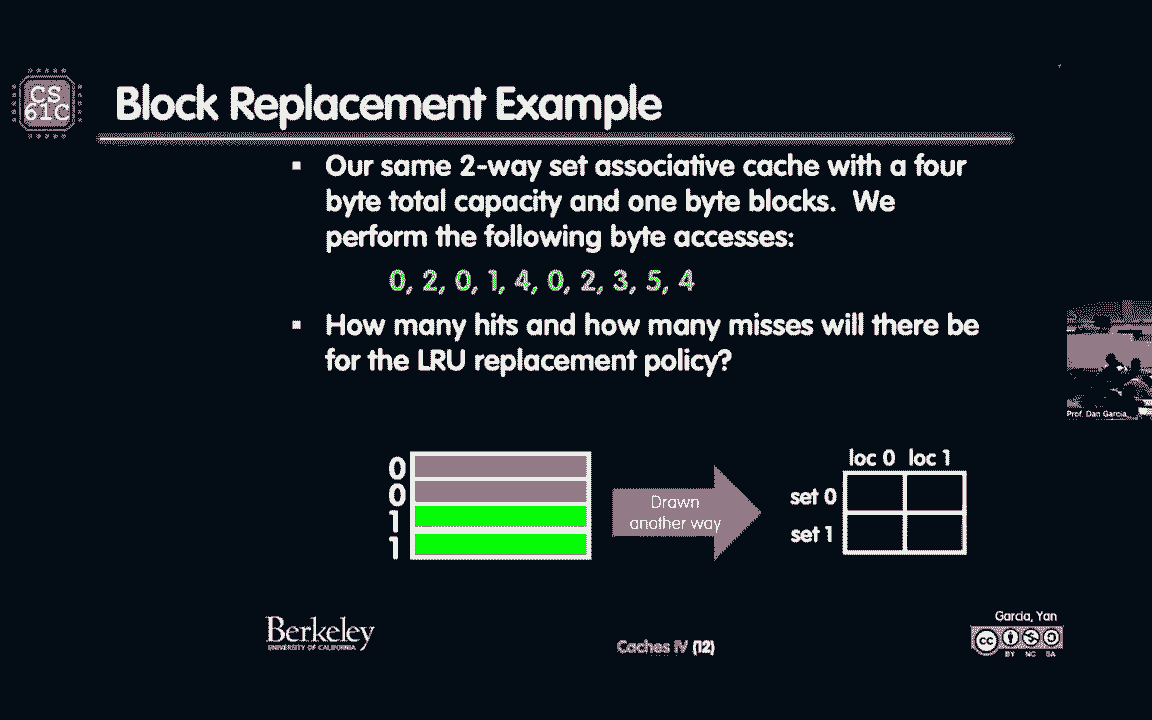 CS
61C
Block Replacement Example
▪ Our same 2-way set associative cache with a four
byte total capacity and one byte blocks. We
perform the following byte accesses:
0, 2, 0, 1, 4, 0, 2, 3, 5, 4
▪ How many hits and how many misses will there be
for the LRU replacement policy?
Prof. Dan Garcia
loc 0 loc 1
0
0
1
1
Drawn
another way
set 0
set 1
Berkeley
UNIVERSITY OF CALIFORNIA
Caches IV (12)
Garcia, Yan
cc
BY NC SA